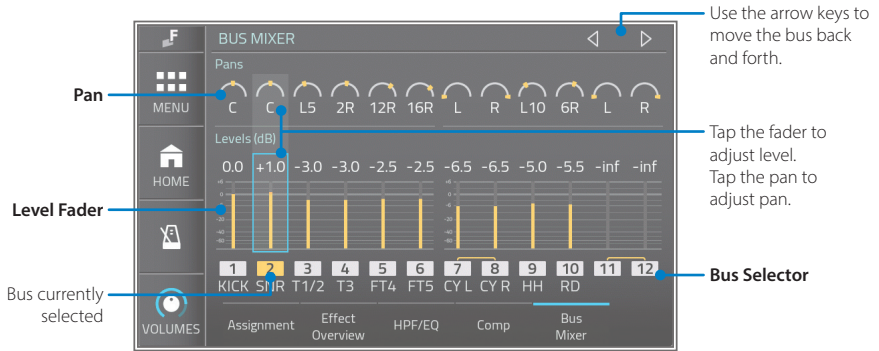 Use the arrow keys to
move the bus back
and forth.
F
BUS MIXER
Pans
Pan
MENU
C C L5 2R 12R 16R L R L10 6R L R
Tap the fader to
adjust level.
Tap the pan to
adjust pan.
Levels (dB)
HOME
0.0 +1.0 -3.0 -3.0 -2.5 -2.5 -6.5 -6.5 -5.0 -5.5 -inf -inf
Level Fader
Bus Selector
1 2 3 4 5 6 7 8 9 10 11 12
KICK SNR T1/2 T3 FT4 FT5 CY L CY R HH RD
Bus currently
selected
VOLUMES
Assignment
Effect
Overview
HPF/EQ
Comp
Bus
Mixer